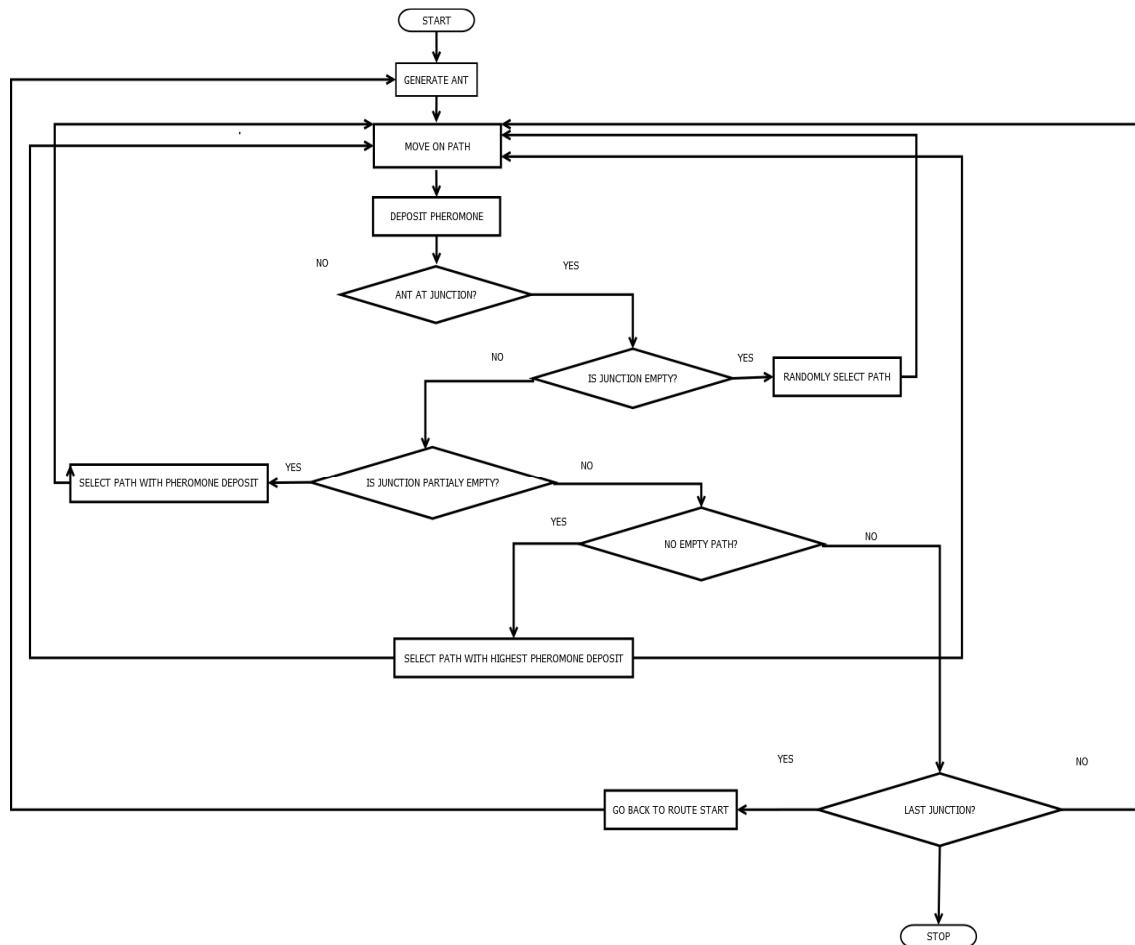 START
GENERATE ANT
MOVE ON PATH
DEPOSIT PHEROMONE
NO
YES
ANT AT JUNCTION?
NO
YES
IS JUNCTION EMPTY?
RANDOMLY SELECT PATH
YES
NO
SELECT PATH WITH PHEROMONE DEPOSIT
IS JUNCTION PARTIALY EMPTY?
YES
NO
NO EMPTY PATH?
SELECT PATH WITH HIGHEST PHEROMONE DEPOSIT
YES
NO
GO BACK TO ROUTE START
LAST JUNCTION?
STOP